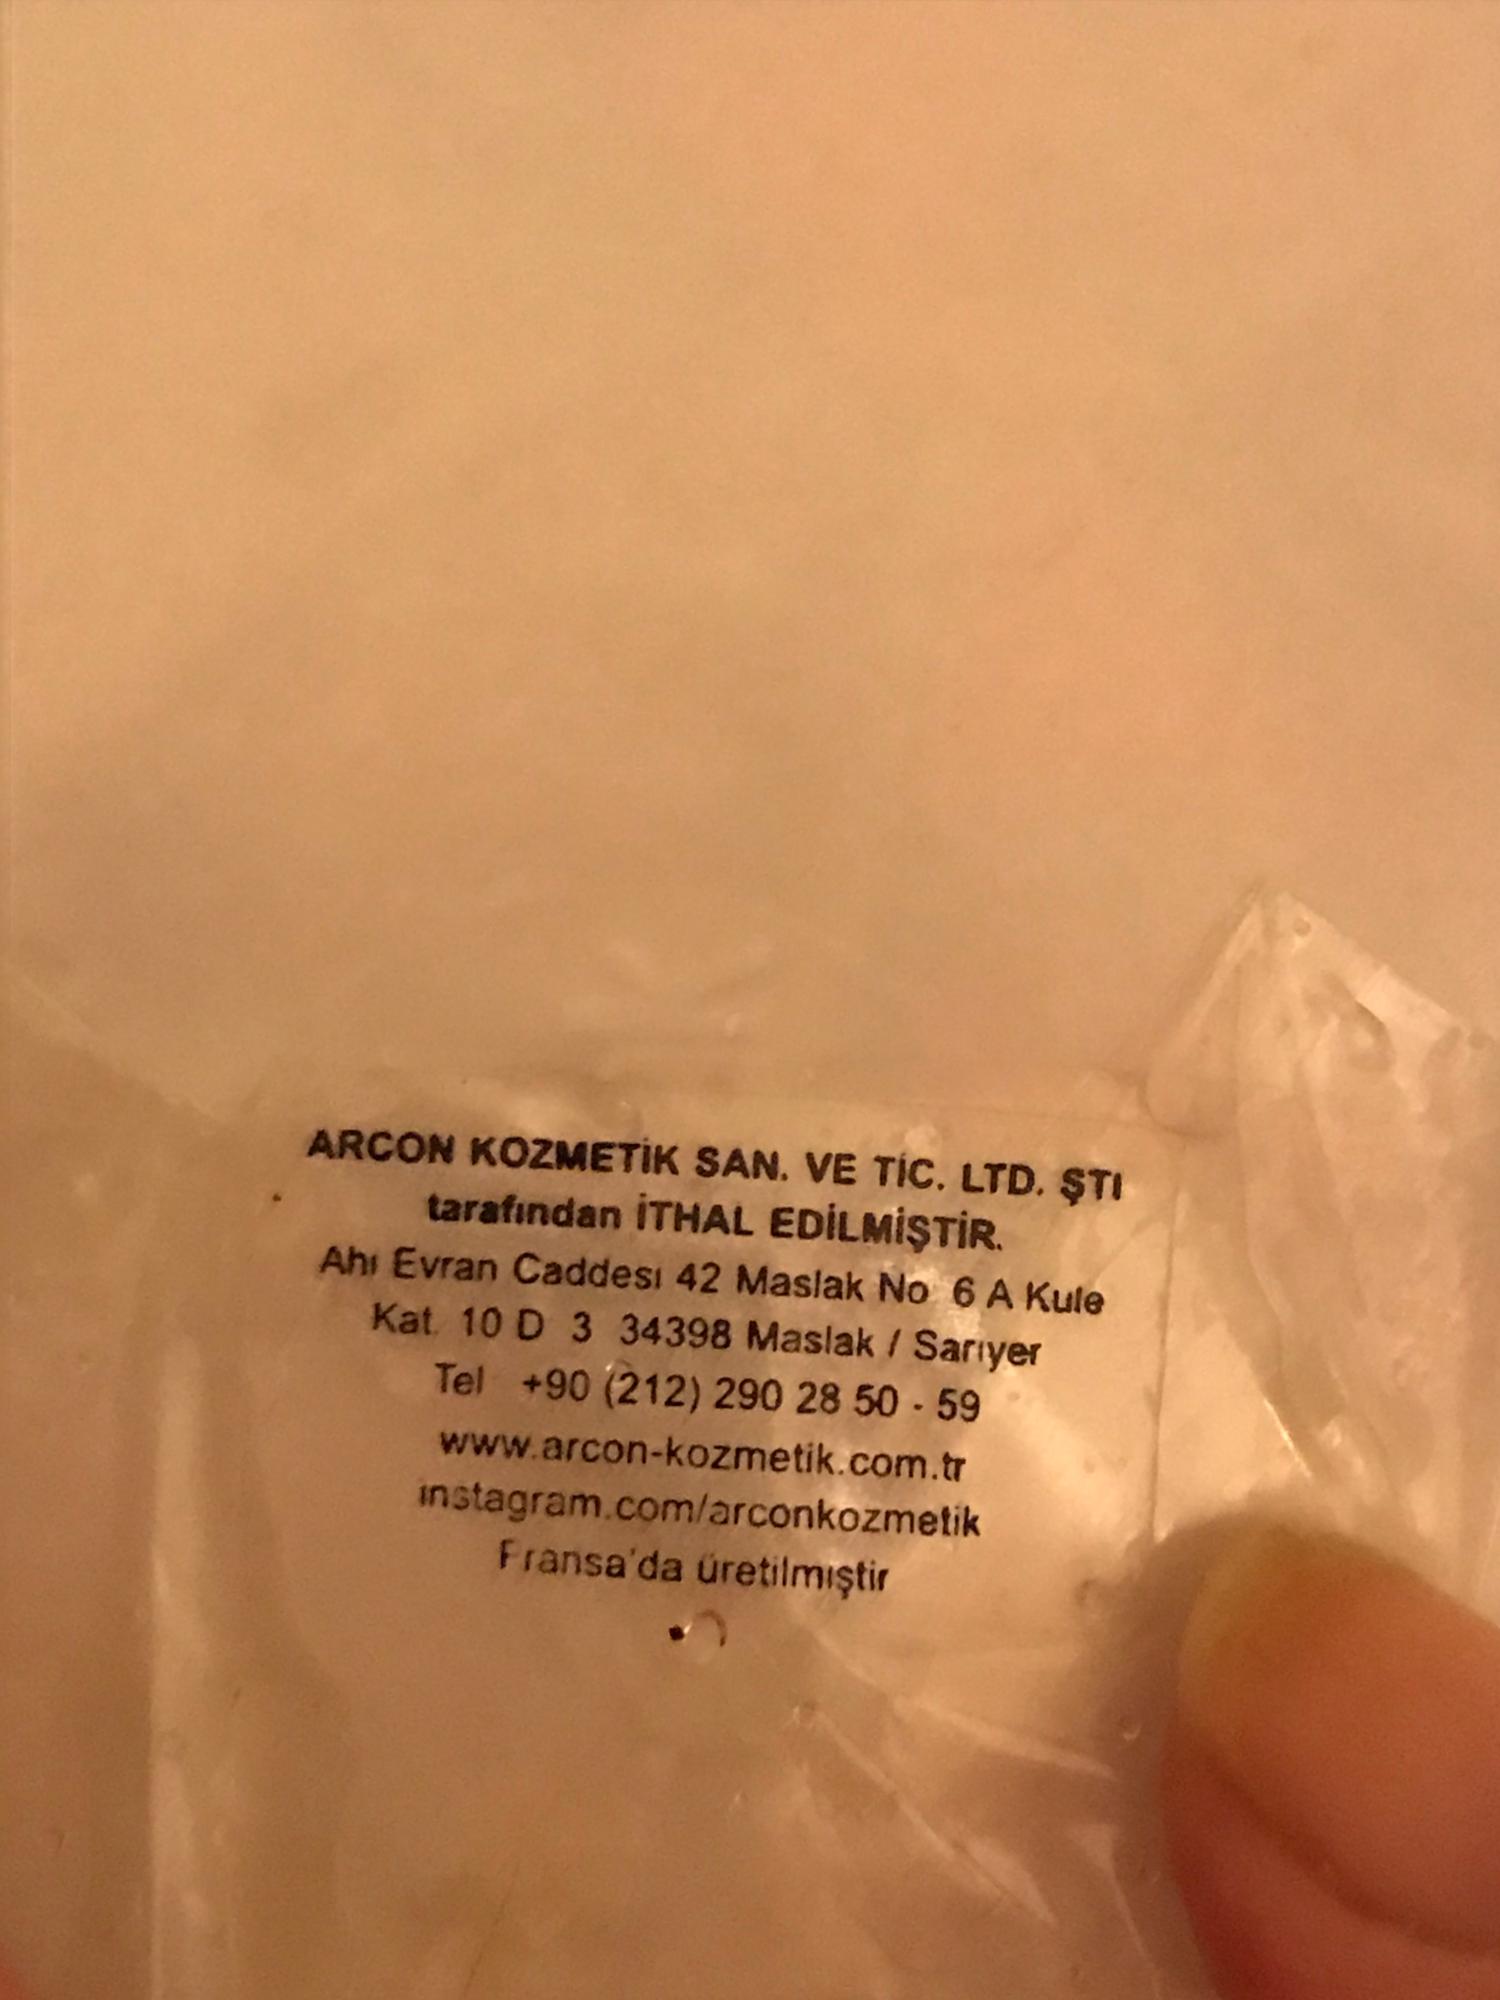 ARCON KOZMETİK SAN. VE TİC. LTD. ŞTI
tarafından İTHAL EDİLMİŞTİR.
Ahı Evran Caddesı 42 Maslak No 6 A Kule
Kat. 10 D 3 34398 Maslak / Sarıyer
Tel +90 (212) 290 28 50 - 59
www.arcon-kozmetik.com.tr
ınstagram.com/arconkozmetik
Fransa'da üretilmıştir